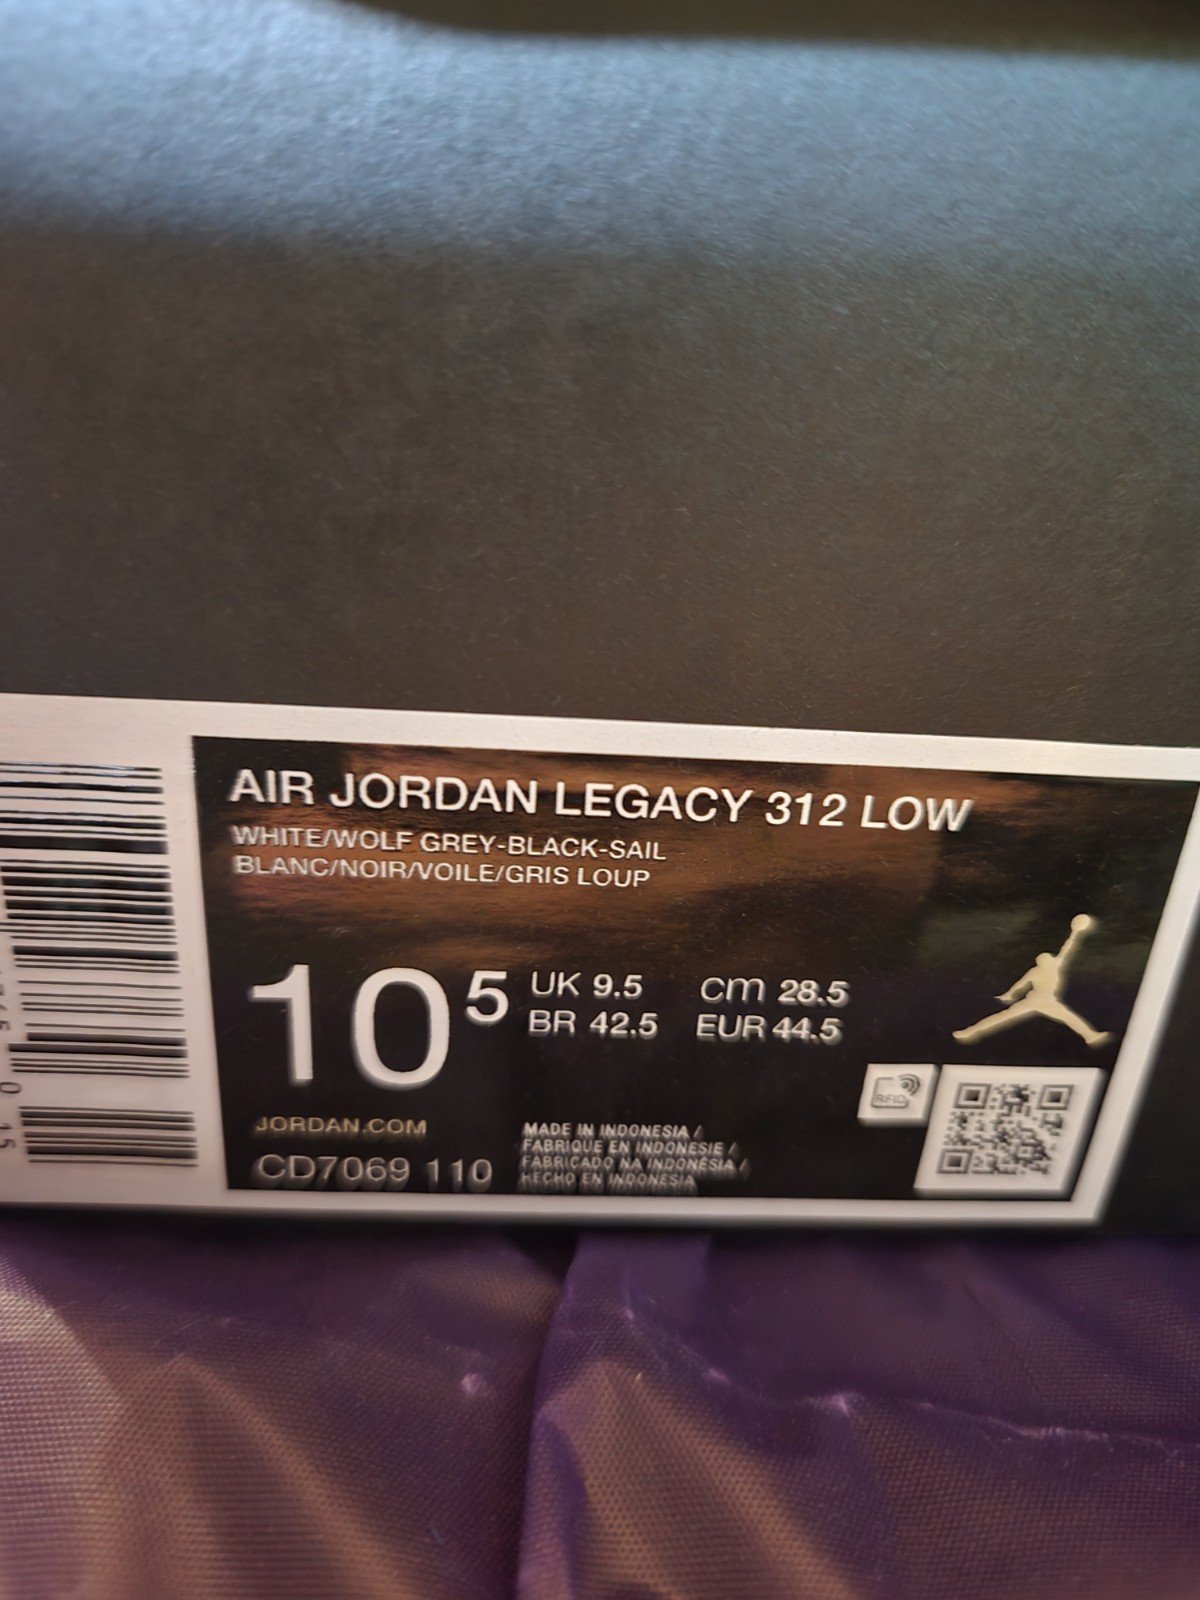 AIR JORDAN LEGACY 312 LOW
WHITE/WOLF GREY-BLACK-SAIL
BLANC/NOIR/VOILE/GRIS LOUP
10 5
UK 9.5 cm 28.5
BR 42.5 EUR 44.5
RFID
JORDAN.COM
CD7069 110
MADE IN INDONESIA /
FABRIQUE EN INDONESIE /
FABRICADO NA INDONÉSIA /
HECHO EN INDONESIA